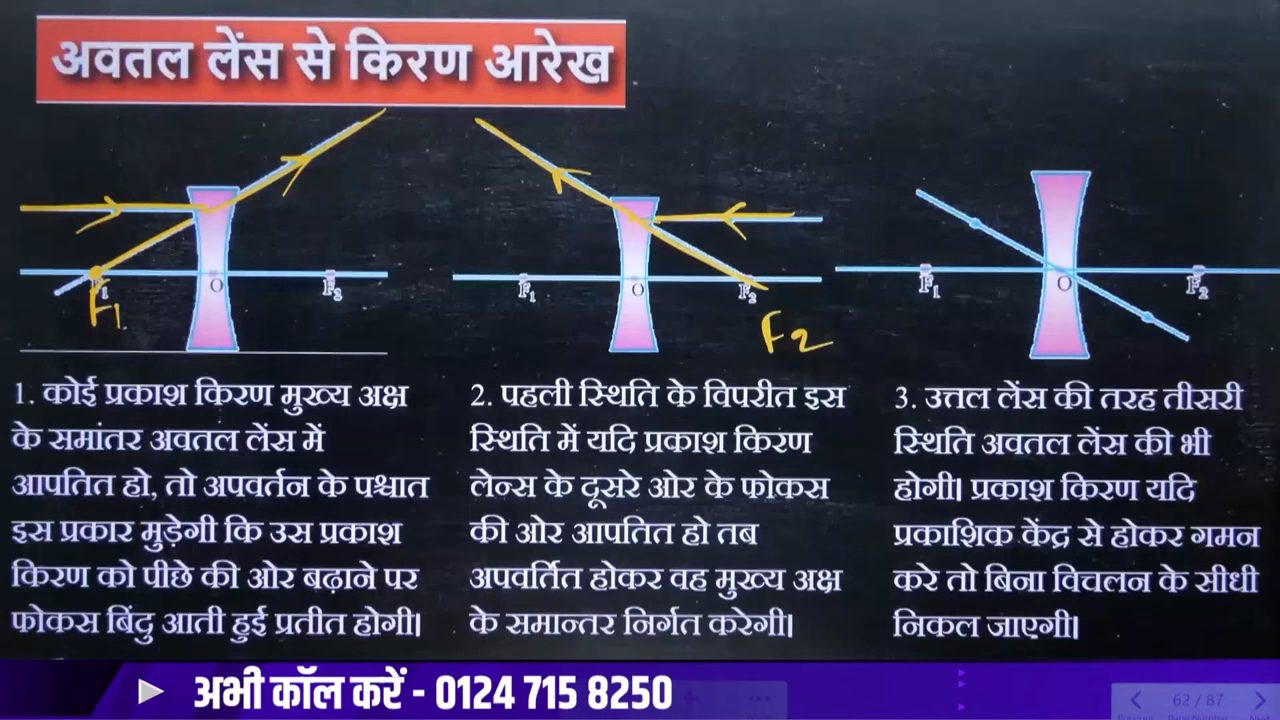 अवतल लेंस से किरण आरेख
F₁ O F₂
F₁
F₁ O F₂
F₂
F₁ O F₂
1. कोई प्रकाश किरण मुख्य अक्ष
के समांतर अवतल लेंस में
आपतित हो, तो अपवर्तन के पश्चात
इस प्रकार मुड़ेगी कि उस प्रकाश
किरण को पीछे की ओर बढ़ाने पर
फोकस बिंदु आती हुई प्रतीत होगी।
2. पहली स्थिति के विपरीत इस
स्थिति में यदि प्रकाश किरण
लेन्स के दूसरे ओर के फोकस
की ओर आपतित हो तब
अपवर्तित होकर वह मुख्य अक्ष
के समान्तर निर्गत करेगी।
3. उत्तल लेंस की तरह तीसरी
स्थिति अवतल लेंस की भी
होगी। प्रकाश किरण यदि
प्रकाशिक केंद्र से होकर गमन
करे तो बिना विचलन के सीधी
निकल जाएगी।
अभी कॉल करें - 0124 715 8250
62 / 87